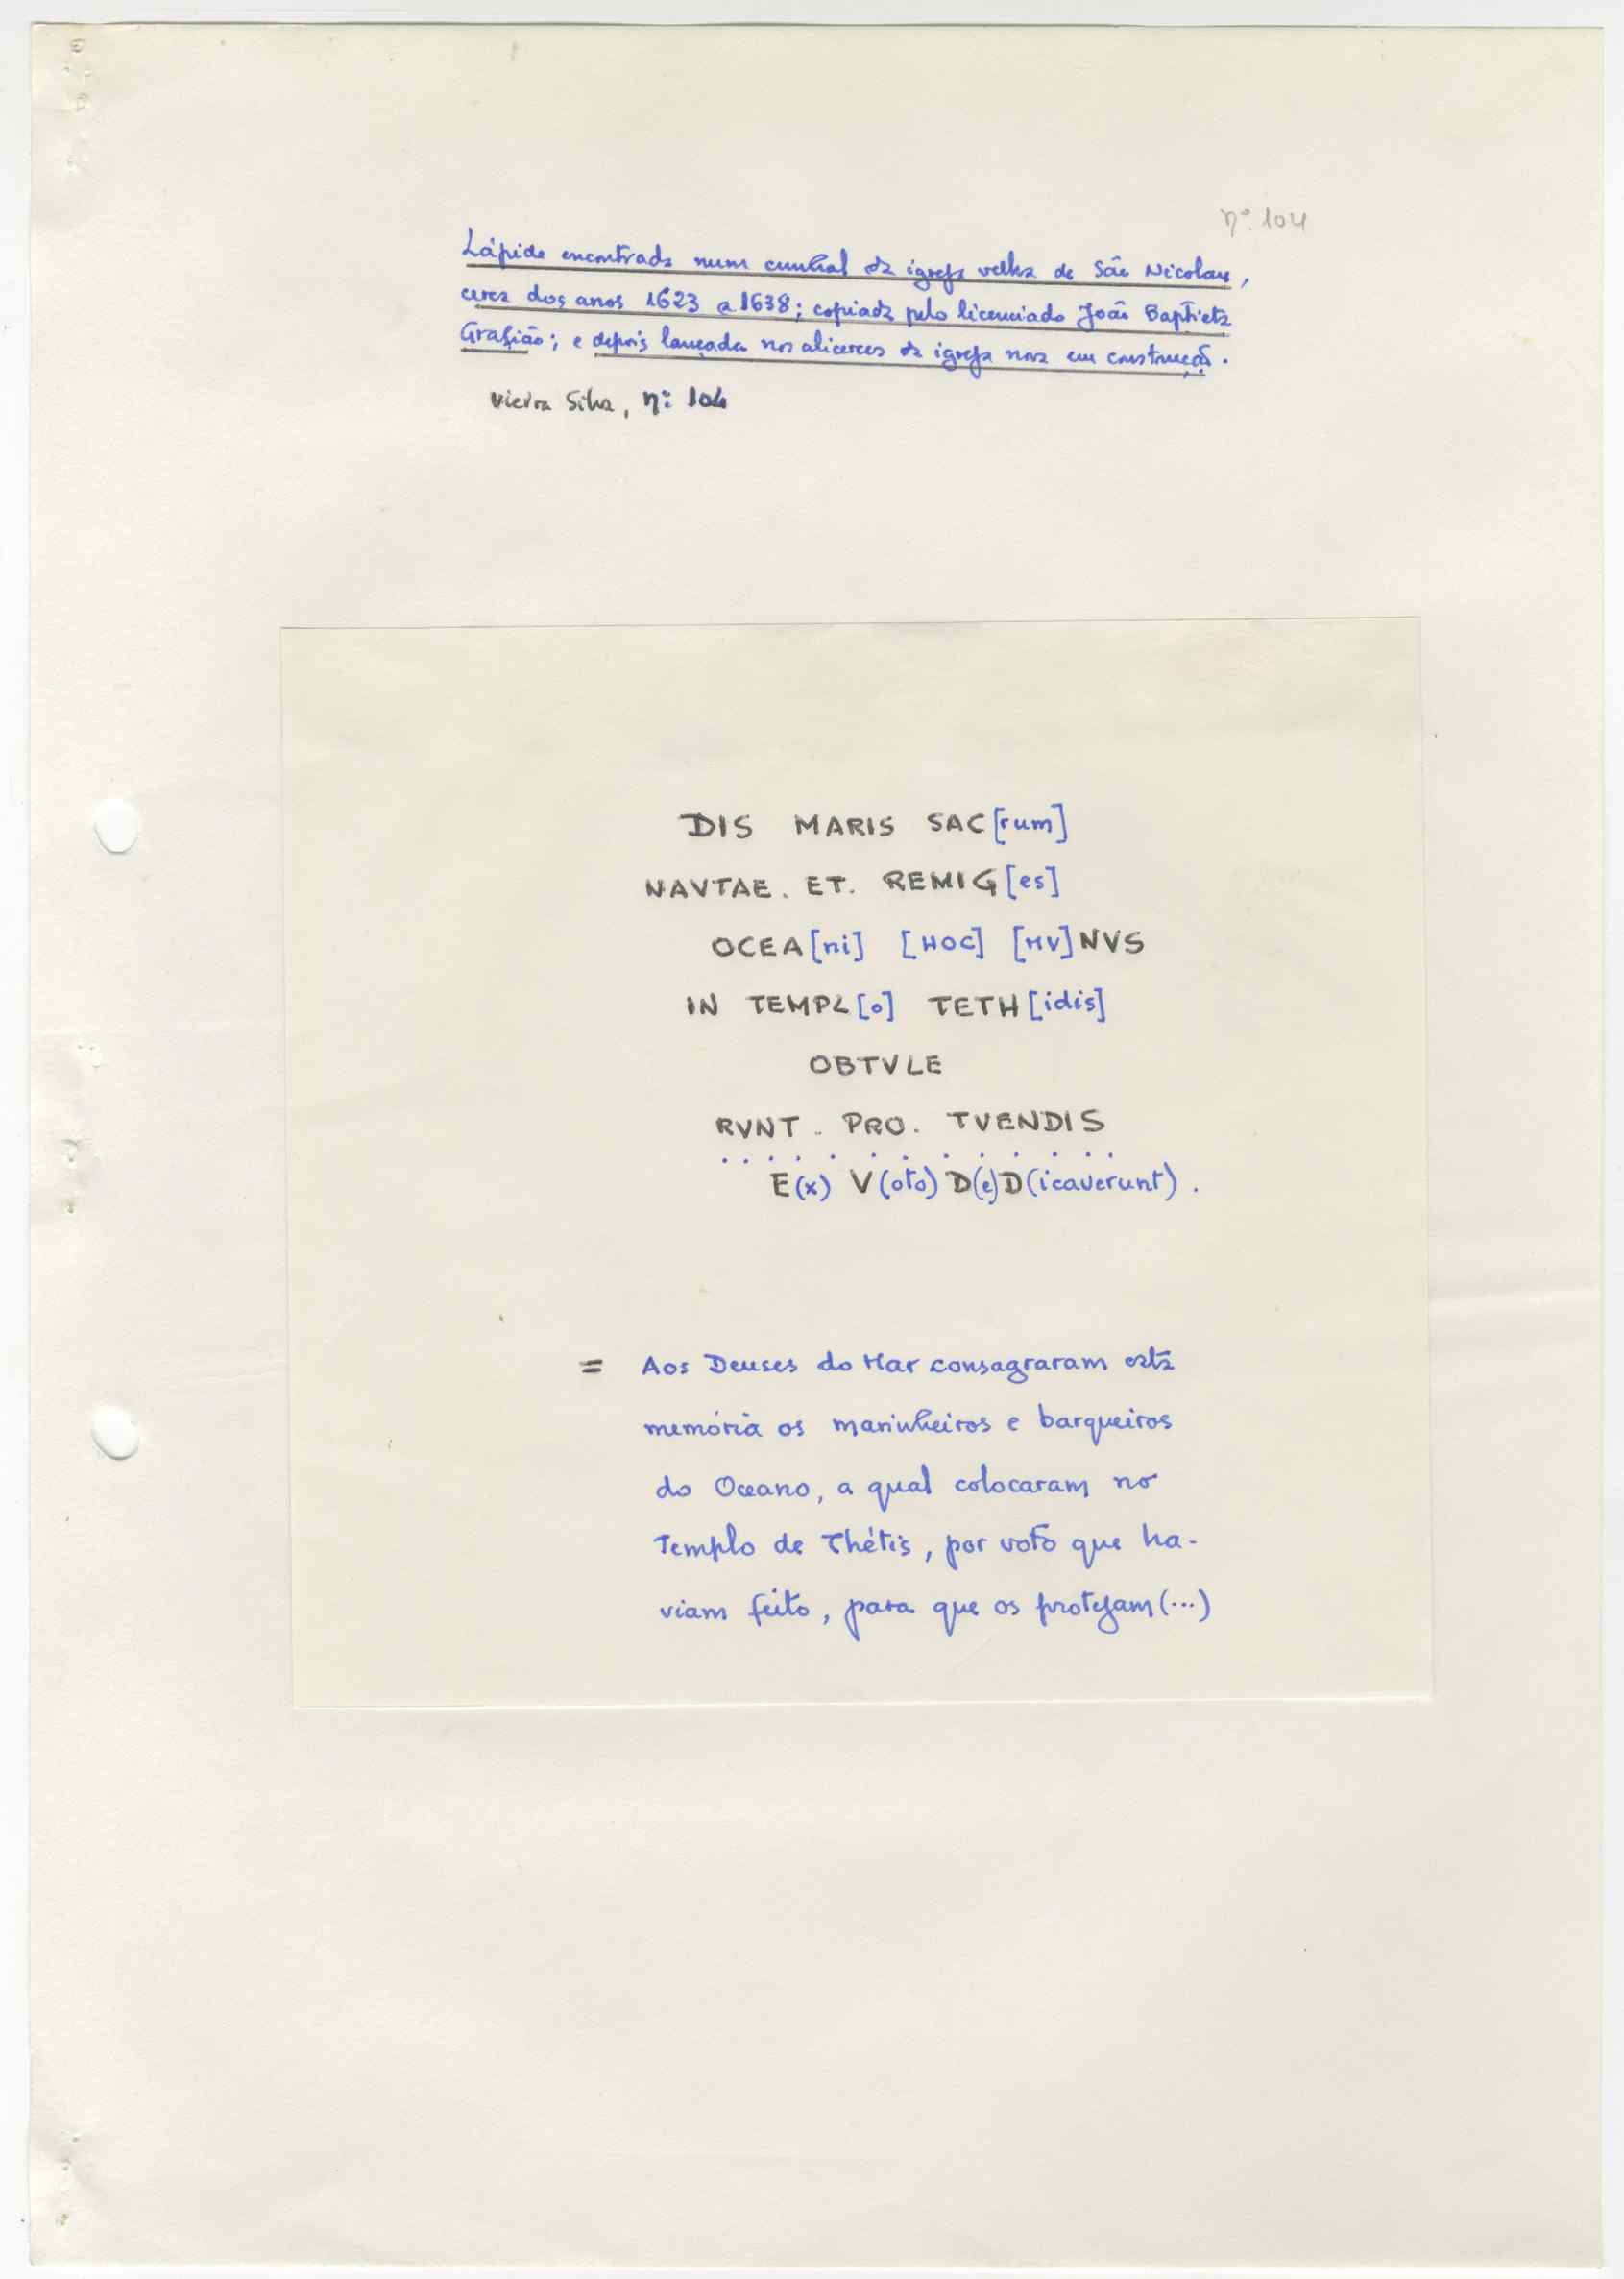 nº. 104
Lápide encontrada num cunhal da igreja velha de São Nicolau,
cerca dos anos 1623 a 1638; copiada pelo licenciado João Baptista
Grafião; e depois lançada nos alicerces da igreja nova em construção.
Vieira Silva, nº 104
DIS MARIS SAC[rum]
NAVTAE. ET. REMIG[es]
OCEA[ni] [HOC] [MV]NVS
IN TEMPL[o] TETH[idis]
OBTVLE
RVNT. PRO. TVENDIS
. . . . . . . . . . . . . .
E(x) V(oto) D(e)D(icaverunt).
= Aos Deuses do Mar consagraram esta
memória os marinheiros e barqueiros
do Oceano, a qual colocaram no
Templo de Thétis, por voto que ha-
viam feito, para que os protejam (...)